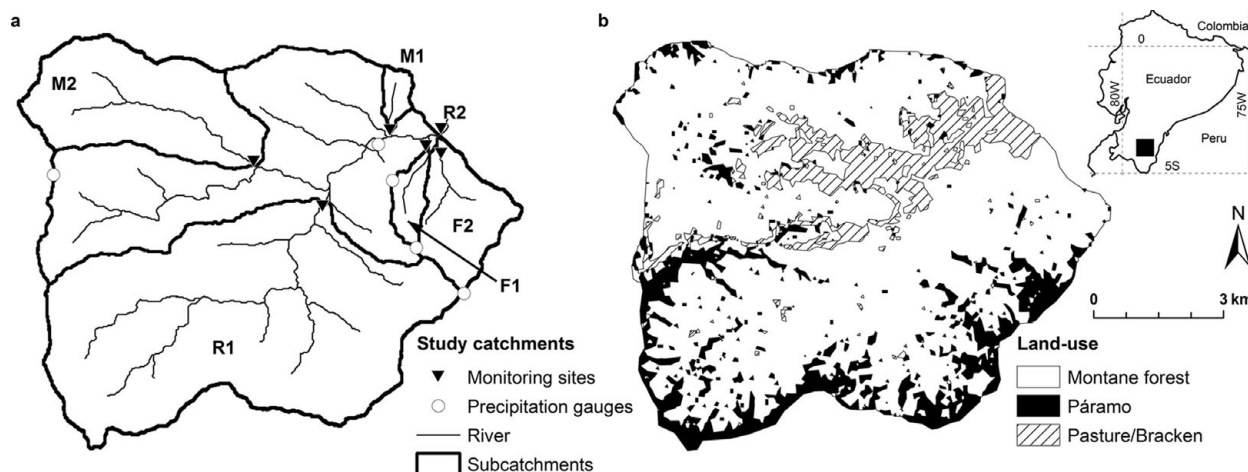 a
M2
M1
R2
F2
F1
R1
Study catchments
Monitoring sites
Precipitation gauges
River
Subcatchments
b
Colombia
0
Ecuador
80W
75W
Peru
5S
N
0 3 km
Land-use
Montane forest
Páramo
Pasture/Bracken